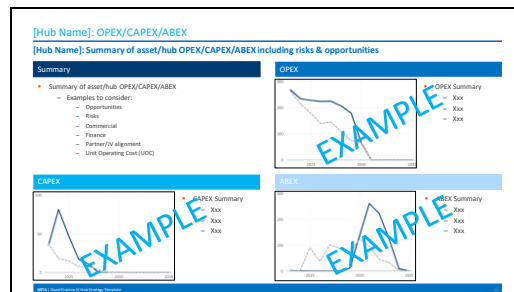 [Hub Name]: OPEX/CAPEX/ABEX
[Hub Name]: Summary of asset/hub OPEX/CAPEX/ABEX including risks & opportunities
Summary
• Summary of asset/hub OPEX/CAPEX/ABEX
– Examples to consider:
– Opportunities
– Risks
– Commercial
– Finance
– Partner/JV alignment
– Unit Operating Cost (UOC)
OPEX
EXAMPLE
• OPEX Summary
– Xxx
– Xxx
– Xxx
CAPEX
EXAMPLE
• CAPEX Summary
– Xxx
– Xxx
– Xxx
ABEX
EXAMPLE
• ABEX Summary
– Xxx
– Xxx
– Xxx